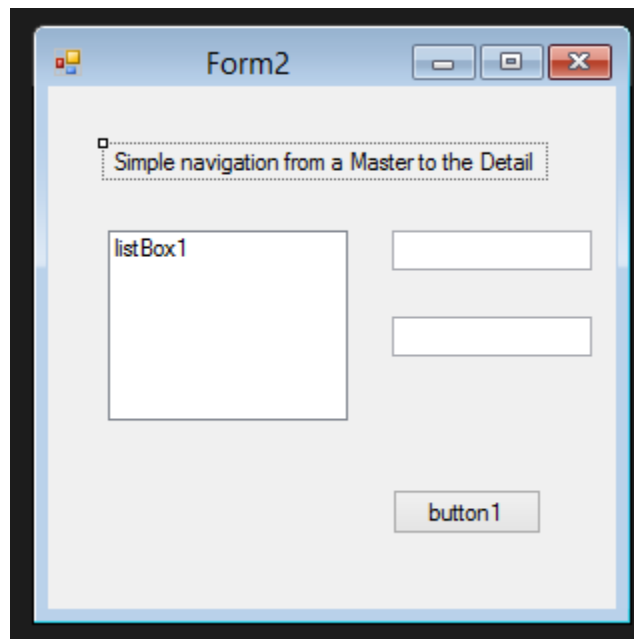 Form2
Simple navigation from a Master to the Detail
listBox1
button1